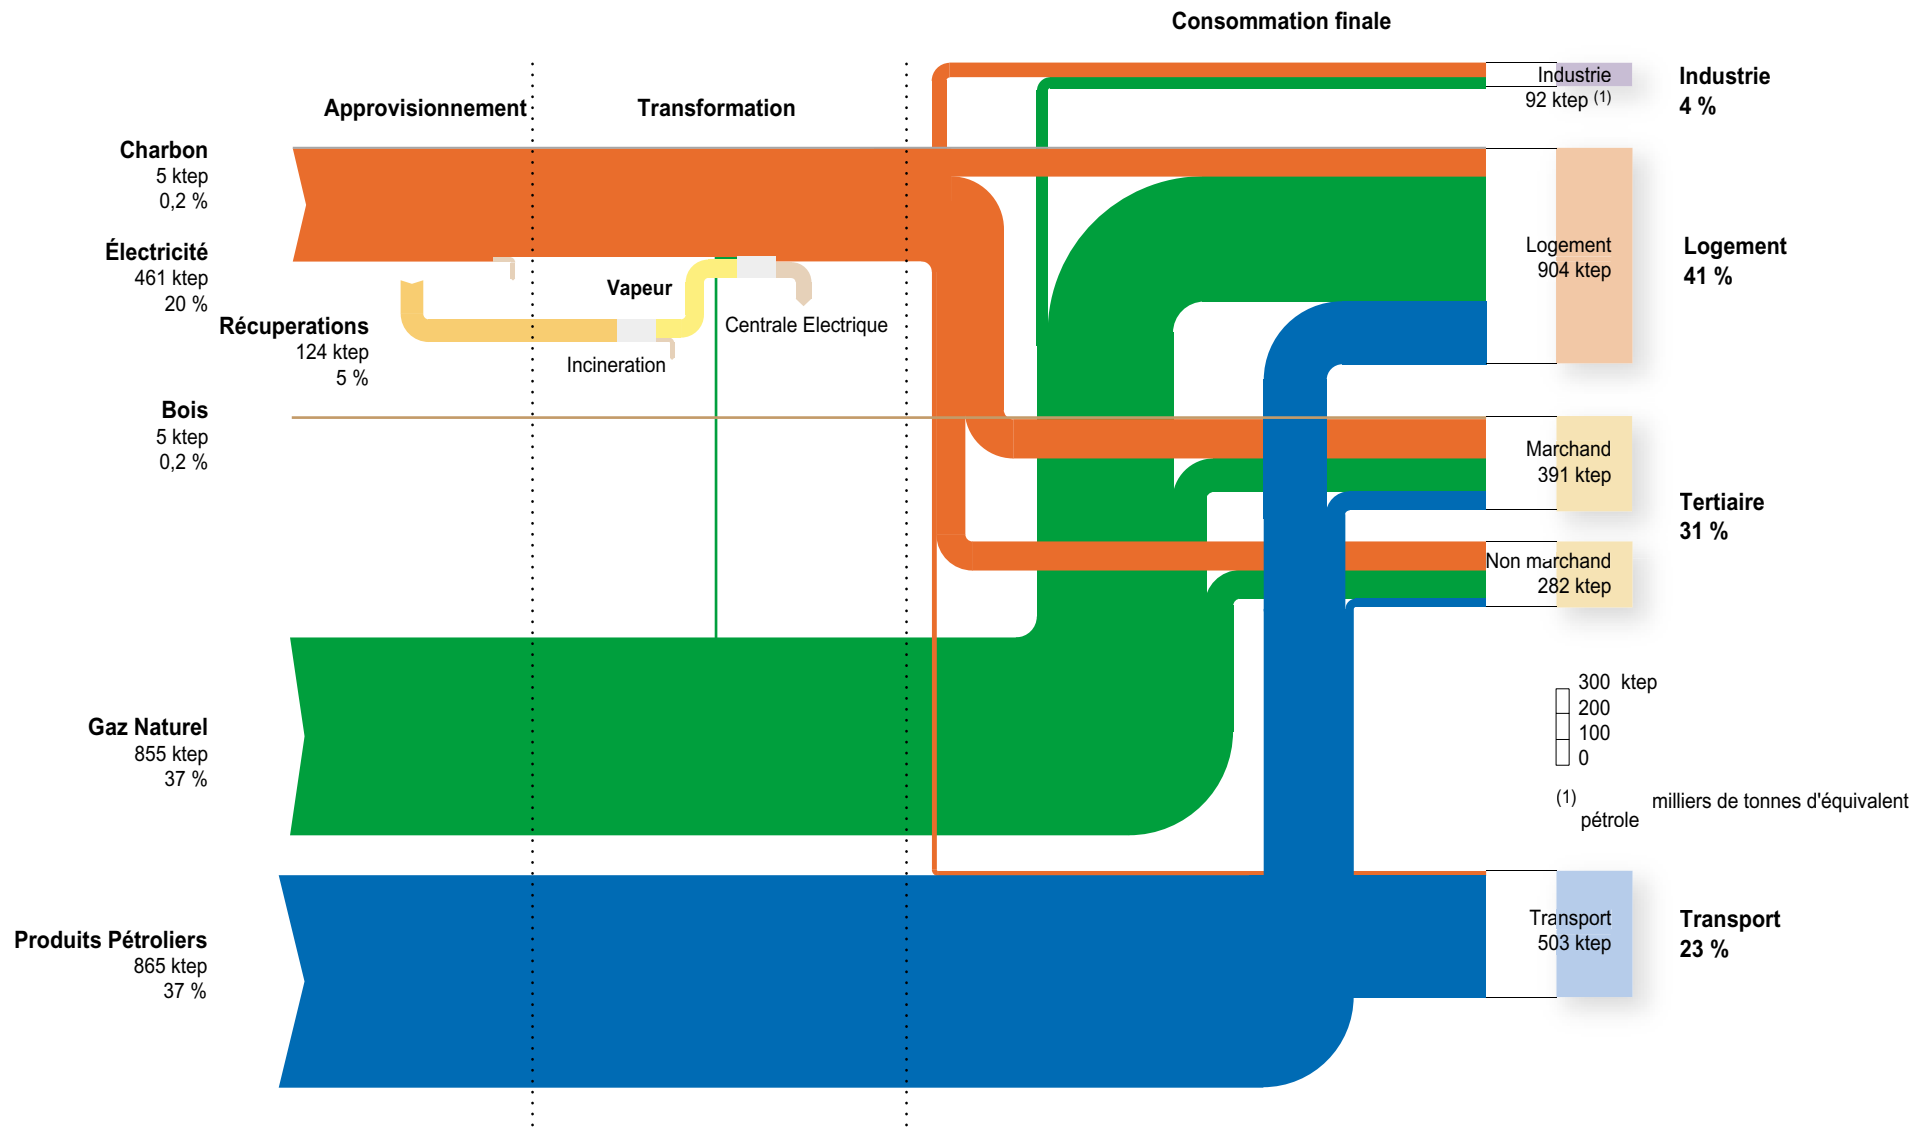 Consommation finale
Approvisionnement
Transformation
Charbon
5 ktep
0,2 %
Électricité
461 ktep
20 %
Récuperations
124 ktep
5 %
Bois
5 ktep
0,2 %
Gaz Naturel
855 ktep
37 %
Produits Pétroliers
865 ktep
37 %
Vapeur
Centrale Electrique
Incineration
Industrie
92 ktep (1)
Industrie
4 %
Logement
904 ktep
Logement
41 %
Marchand
391 ktep
Tertiaire
31 %
Non marchand
282 ktep
300 ktep
200
100
0
(1) milliers de tonnes d'équivalent
pétrole
Transport
503 ktep
Transport
23 %